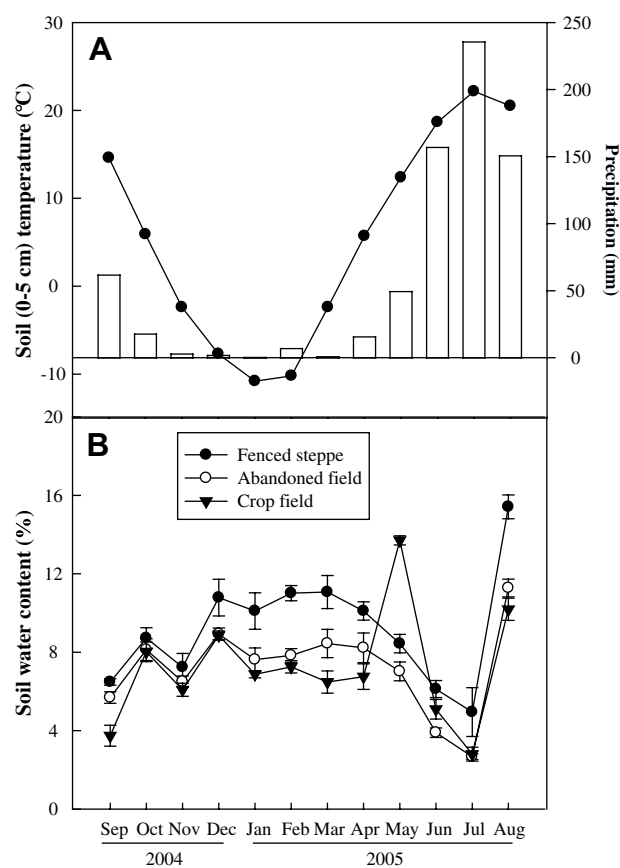 A
Soil (0-5 cm) temperature (℃)
30
20
10
0
-10
Precipitation (mm)
250
200
150
100
50
0
B
Soil water content (%)
20
16
12
8
4
0
Fenced steppe
Abandoned field
Crop field
Sep Oct Nov Dec Jan Feb Mar Apr May Jun Jul Aug
2004 2005